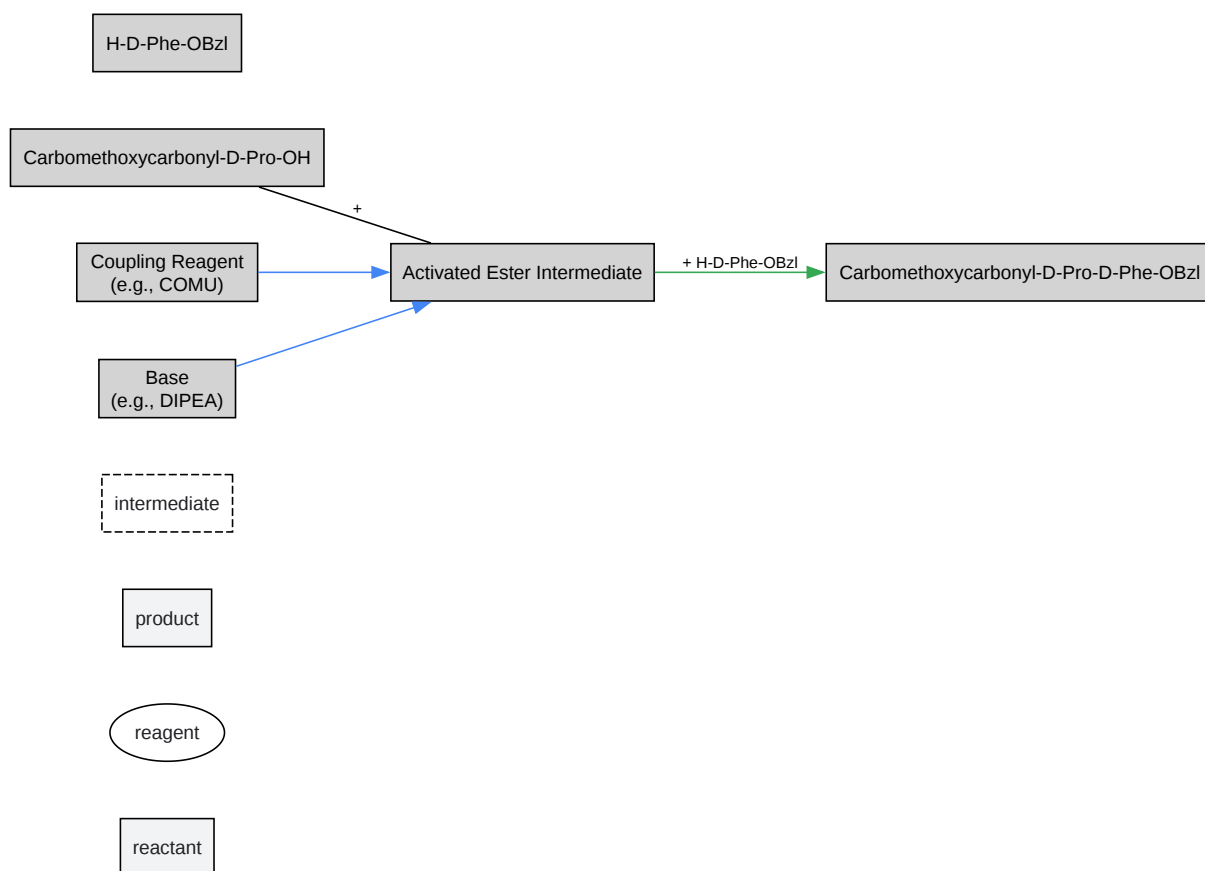 H-D-Phe-OBzl
Carbomethoxycarbonyl-D-Pro-OH
+
Coupling Reagent
(e.g., COMU)
Activated Ester Intermediate
+ H-D-Phe-OBzl
Carbomethoxycarbonyl-D-Pro-D-Phe-OBzl
Base
(e.g., DIPEA)
intermediate
product
reagent
reactant